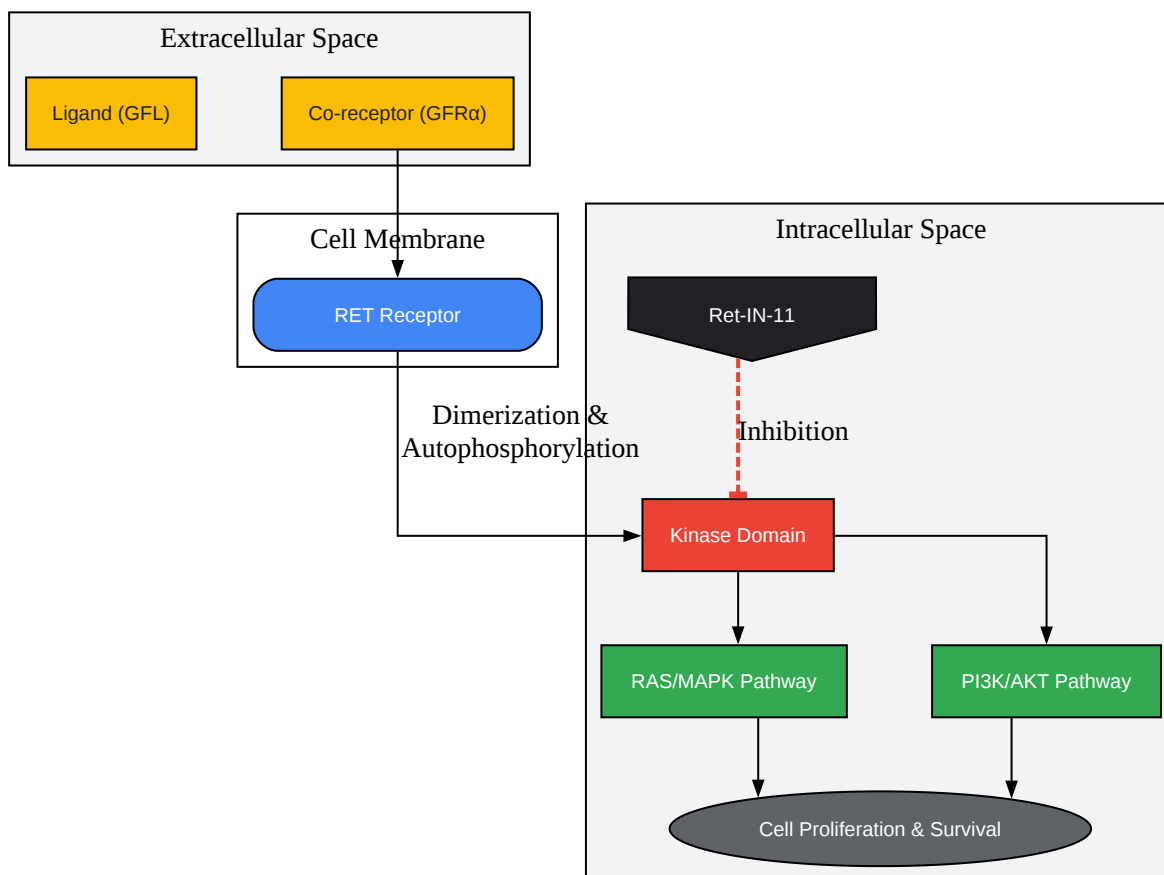 Extracellular Space
Ligand (GFL)
Co-receptor (GFRα)
Cell Membrane
RET Receptor
Intracellular Space
Ret-IN-11
Dimerization &
Autophosphorylation
Inhibition
Kinase Domain
RAS/MAPK Pathway
PI3K/AKT Pathway
Cell Proliferation & Survival